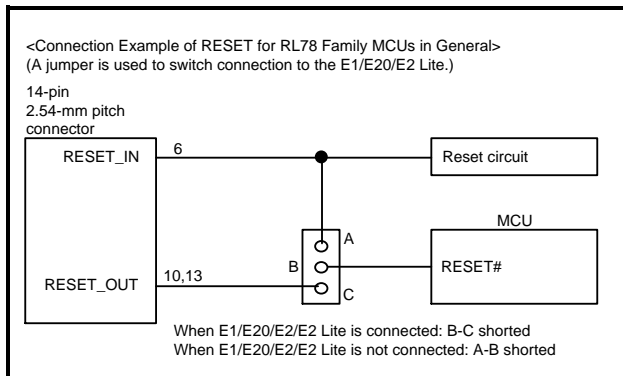 <Connection Example of RESET for RL78 Family MCUs in General>
(A jumper is used to switch connection to the E1/E20/E2 Lite.)
14-pin
2.54-mm pitch
connector
RESET_IN
6
Reset circuit
MCU
A
B
RESET#
RESET_OUT
10,13
C
When E1/E20/E2/E2 Lite is connected: B-C shorted
When E1/E20/E2/E2 Lite is not connected: A-B shorted